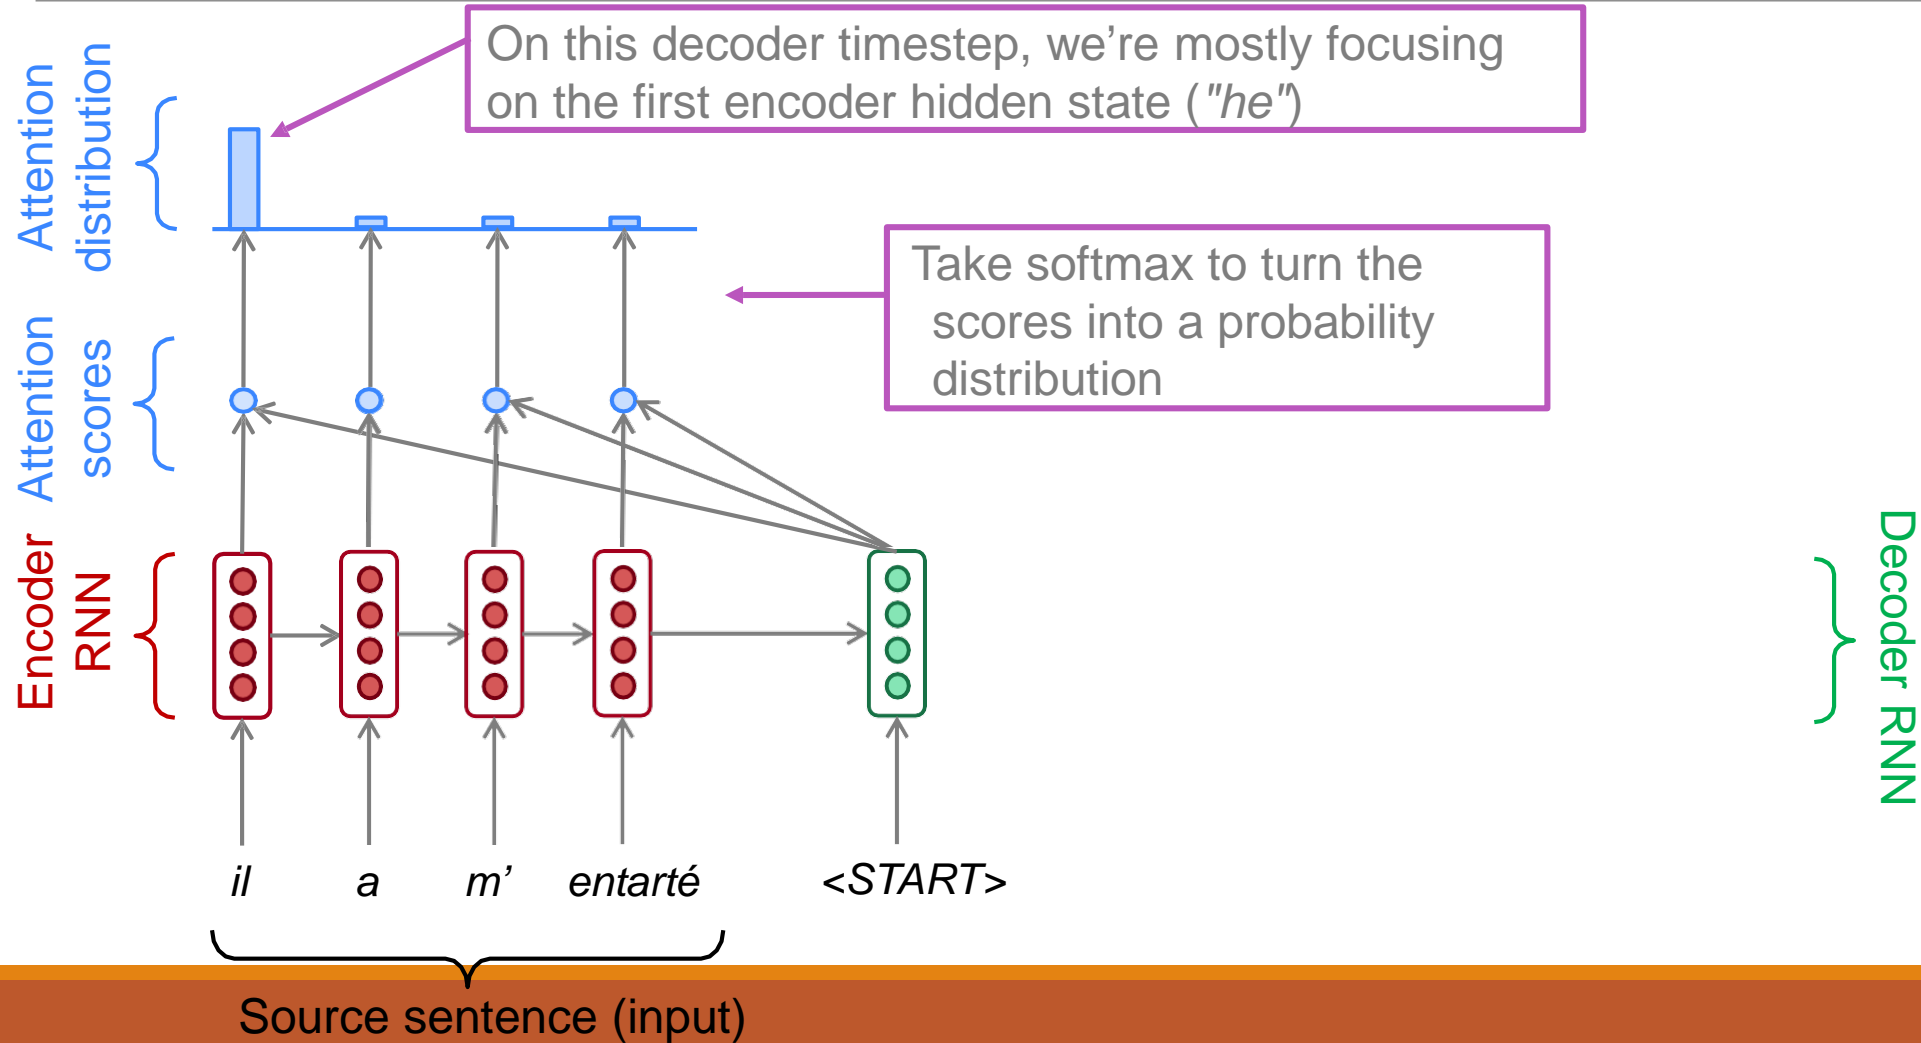 On this decoder timestep, we’re mostly focusing
on the first encoder hidden state ("he")
Attention
distribution
Take softmax to turn the
scores into a probability
distribution
Attention
scores
Encoder
RNN
Decoder RNN
il a m’ entarté <START>
Source sentence (input)